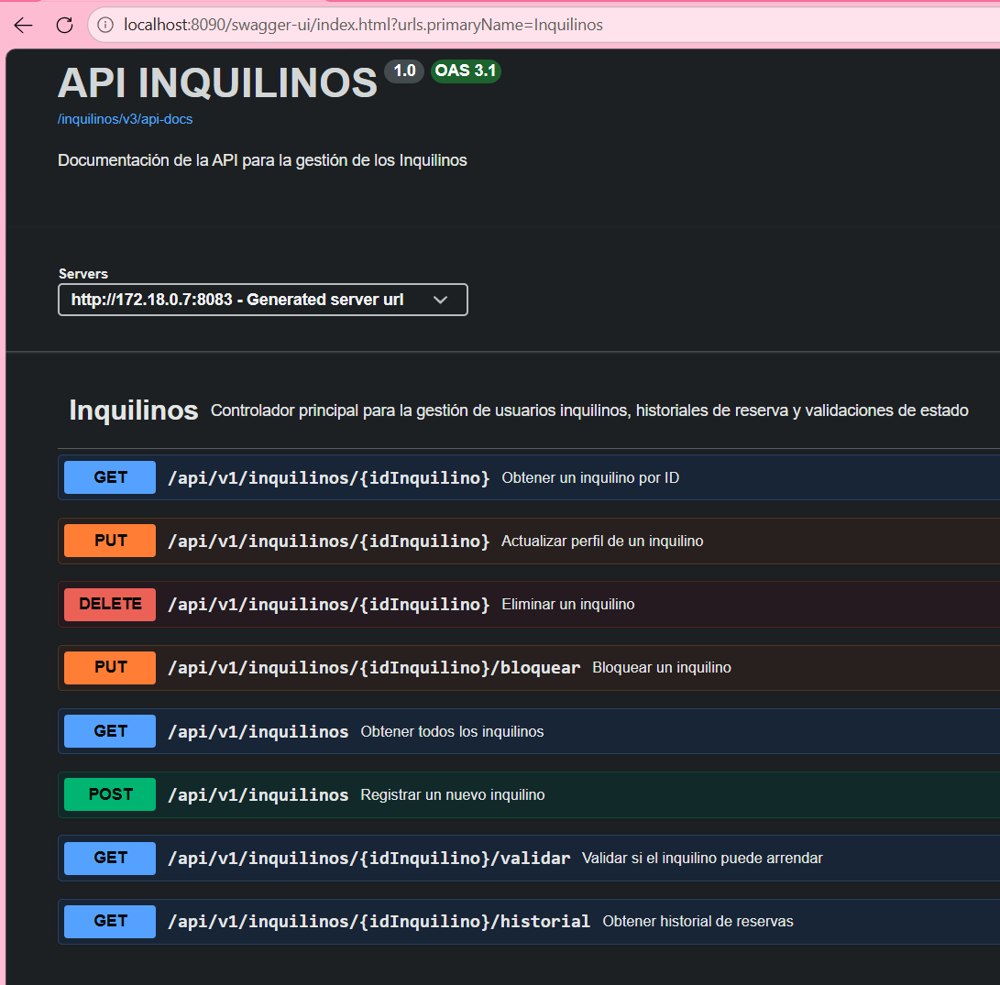 localhost:8090/swagger-ui/index.html?urls.primaryName=Inquilinos
API INQUILINOS 1.0 OAS 3.1
/inquilinos/v3/api-docs
Documentación de la API para la gestión de los Inquilinos
Servers
http://172.18.0.7:8083 - Generated server url
Inquilinos Controlador principal para la gestión de usuarios inquilinos, historiales de reserva y validaciones de estado
GET /api/v1/inquilinos/{idInquilino} Obtener un inquilino por ID
PUT /api/v1/inquilinos/{idInquilino} Actualizar perfil de un inquilino
DELETE /api/v1/inquilinos/{idInquilino} Eliminar un inquilino
PUT /api/v1/inquilinos/{idInquilino}/bloquear Bloquear un inquilino
GET /api/v1/inquilinos Obtener todos los inquilinos
POST /api/v1/inquilinos Registrar un nuevo inquilino
GET /api/v1/inquilinos/{idInquilino}/validar Validar si el inquilino puede arrendar
GET /api/v1/inquilinos/{idInquilino}/historial Obtener historial de reservas